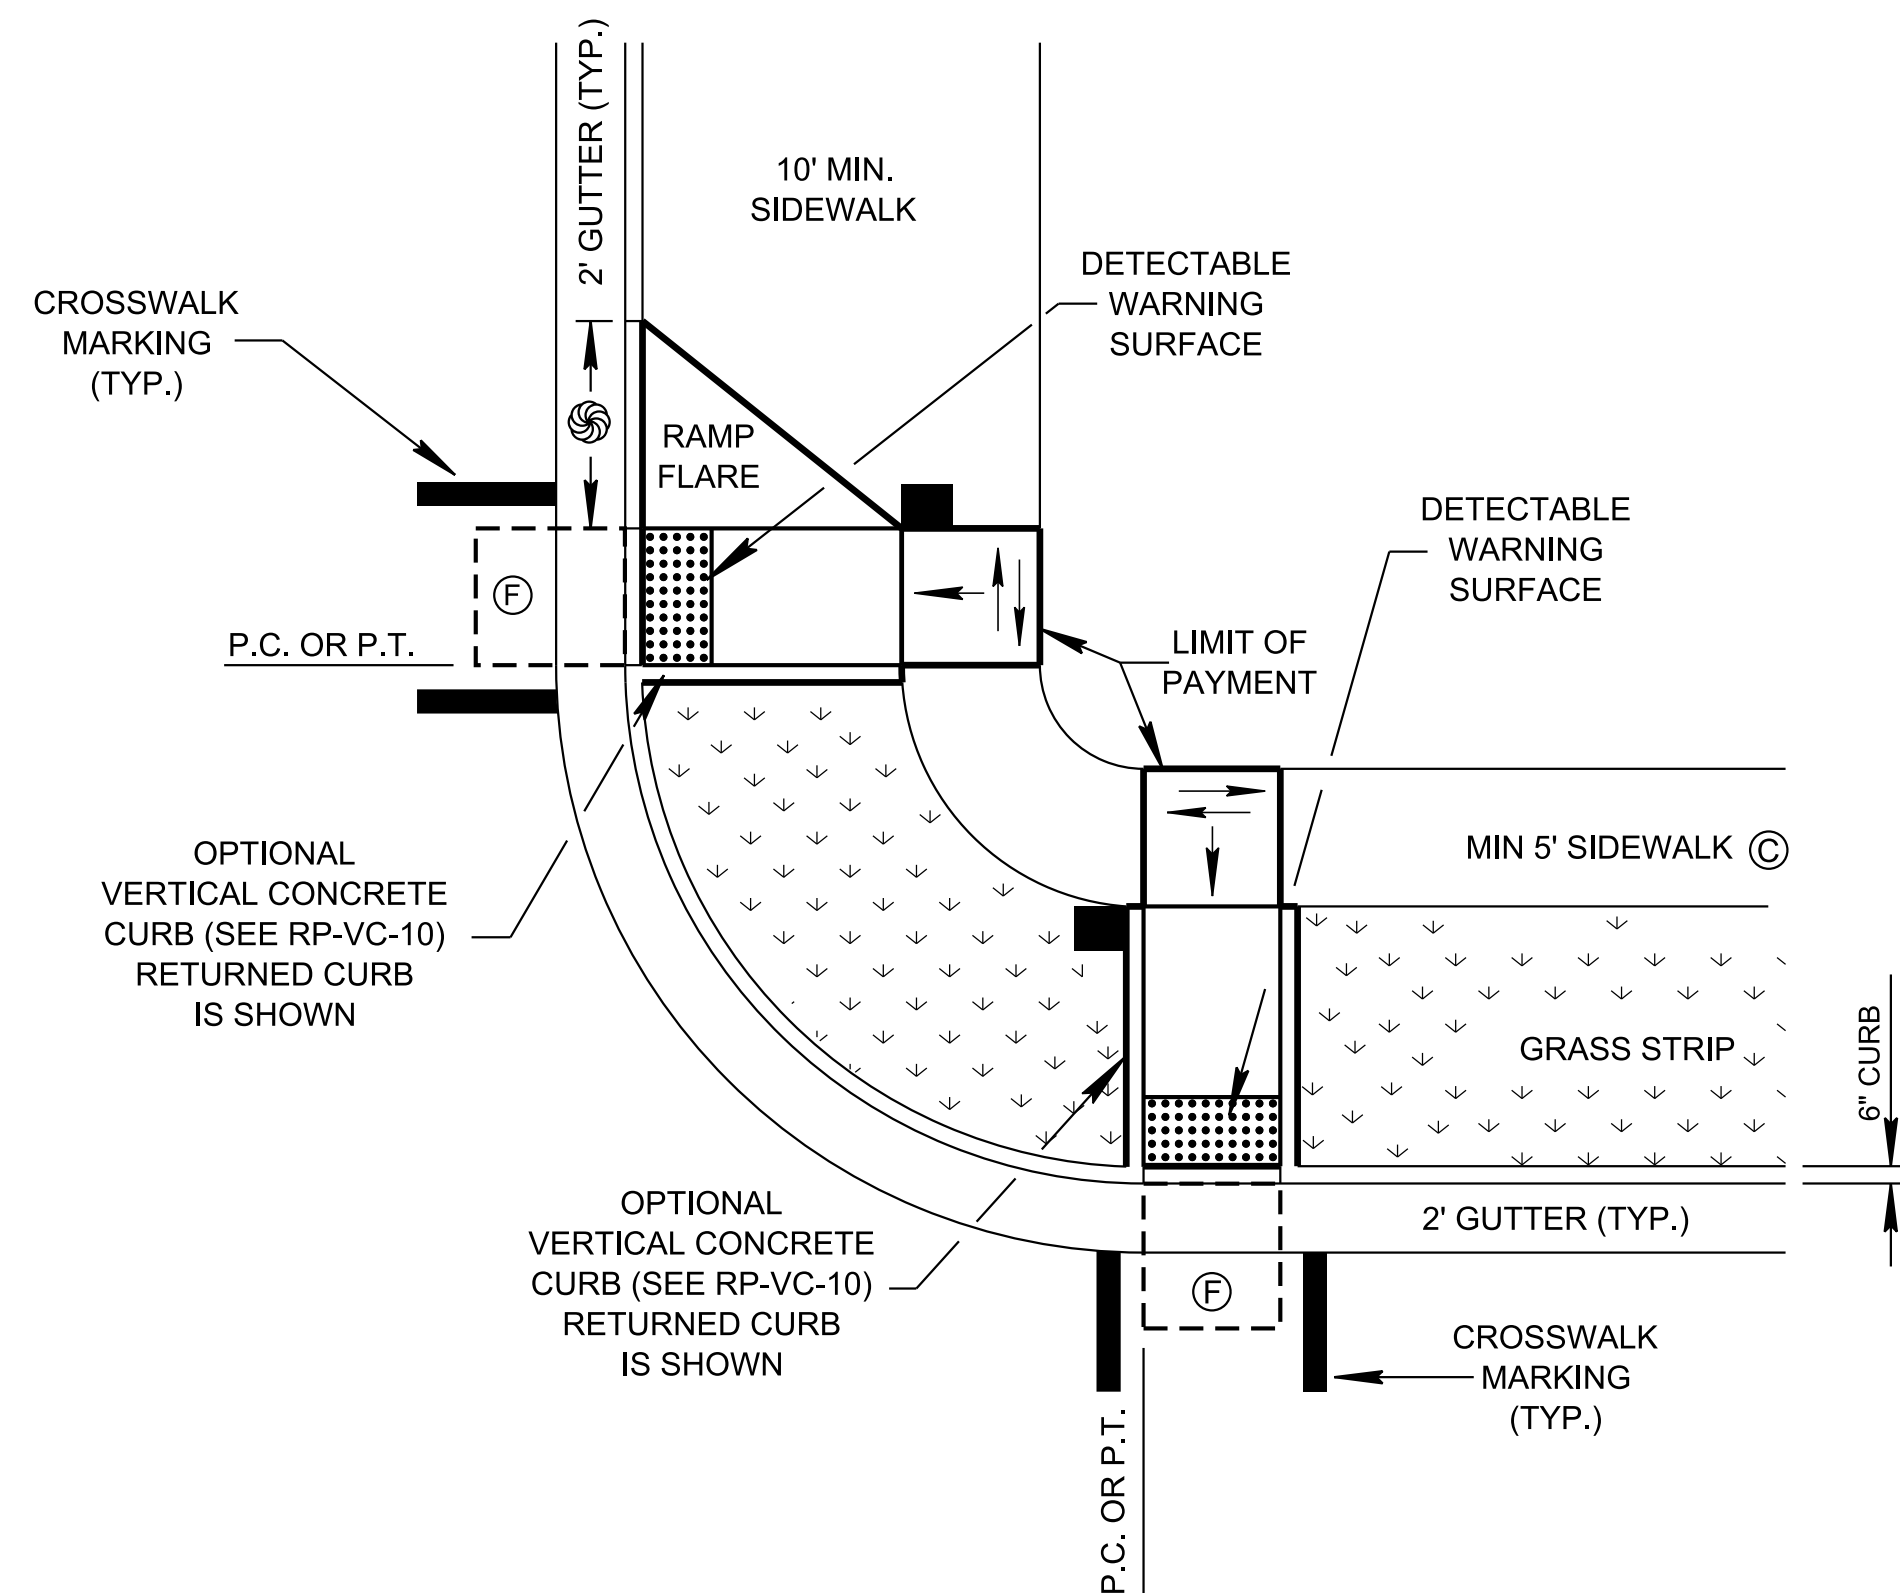 2' GUTTER (TYP.)
10' MIN.
SIDEWALK
DETECTABLE
WARNING
SURFACE
CROSSWALK
MARKING
(TYP.)
RAMP
FLARE
DETECTABLE
WARNING
SURFACE
F
P.C. OR P.T.
LIMIT OF
PAYMENT
OPTIONAL
VERTICAL CONCRETE
CURB (SEE RP-VC-10)
RETURNED CURB
IS SHOWN
MIN 5' SIDEWALK C
GRASS STRIP
6" CURB
OPTIONAL
VERTICAL CONCRETE
CURB (SEE RP-VC-10)
RETURNED CURB
IS SHOWN
2' GUTTER (TYP.)
F
CROSSWALK
MARKING
(TYP.)
P.C. OR P.T.